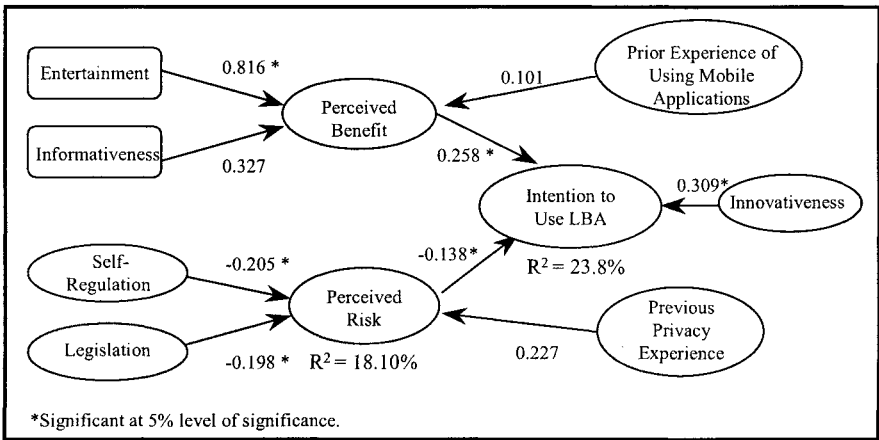 Entertainment
0.816 *
Informativeness
0.327
Perceived
Benefit
0.101
Prior Experience of
Using Mobile
Applications
0.258 *
Intention to
Use LBA
R² = 23.8%
0.309*
Innovativeness
Self-
Regulation
-0.205 *
Legislation
-0.198 *
Perceived
Risk
R² = 18.10%
-0.138*
0.227
Previous
Privacy
Experience
*Significant at 5% level of significance.